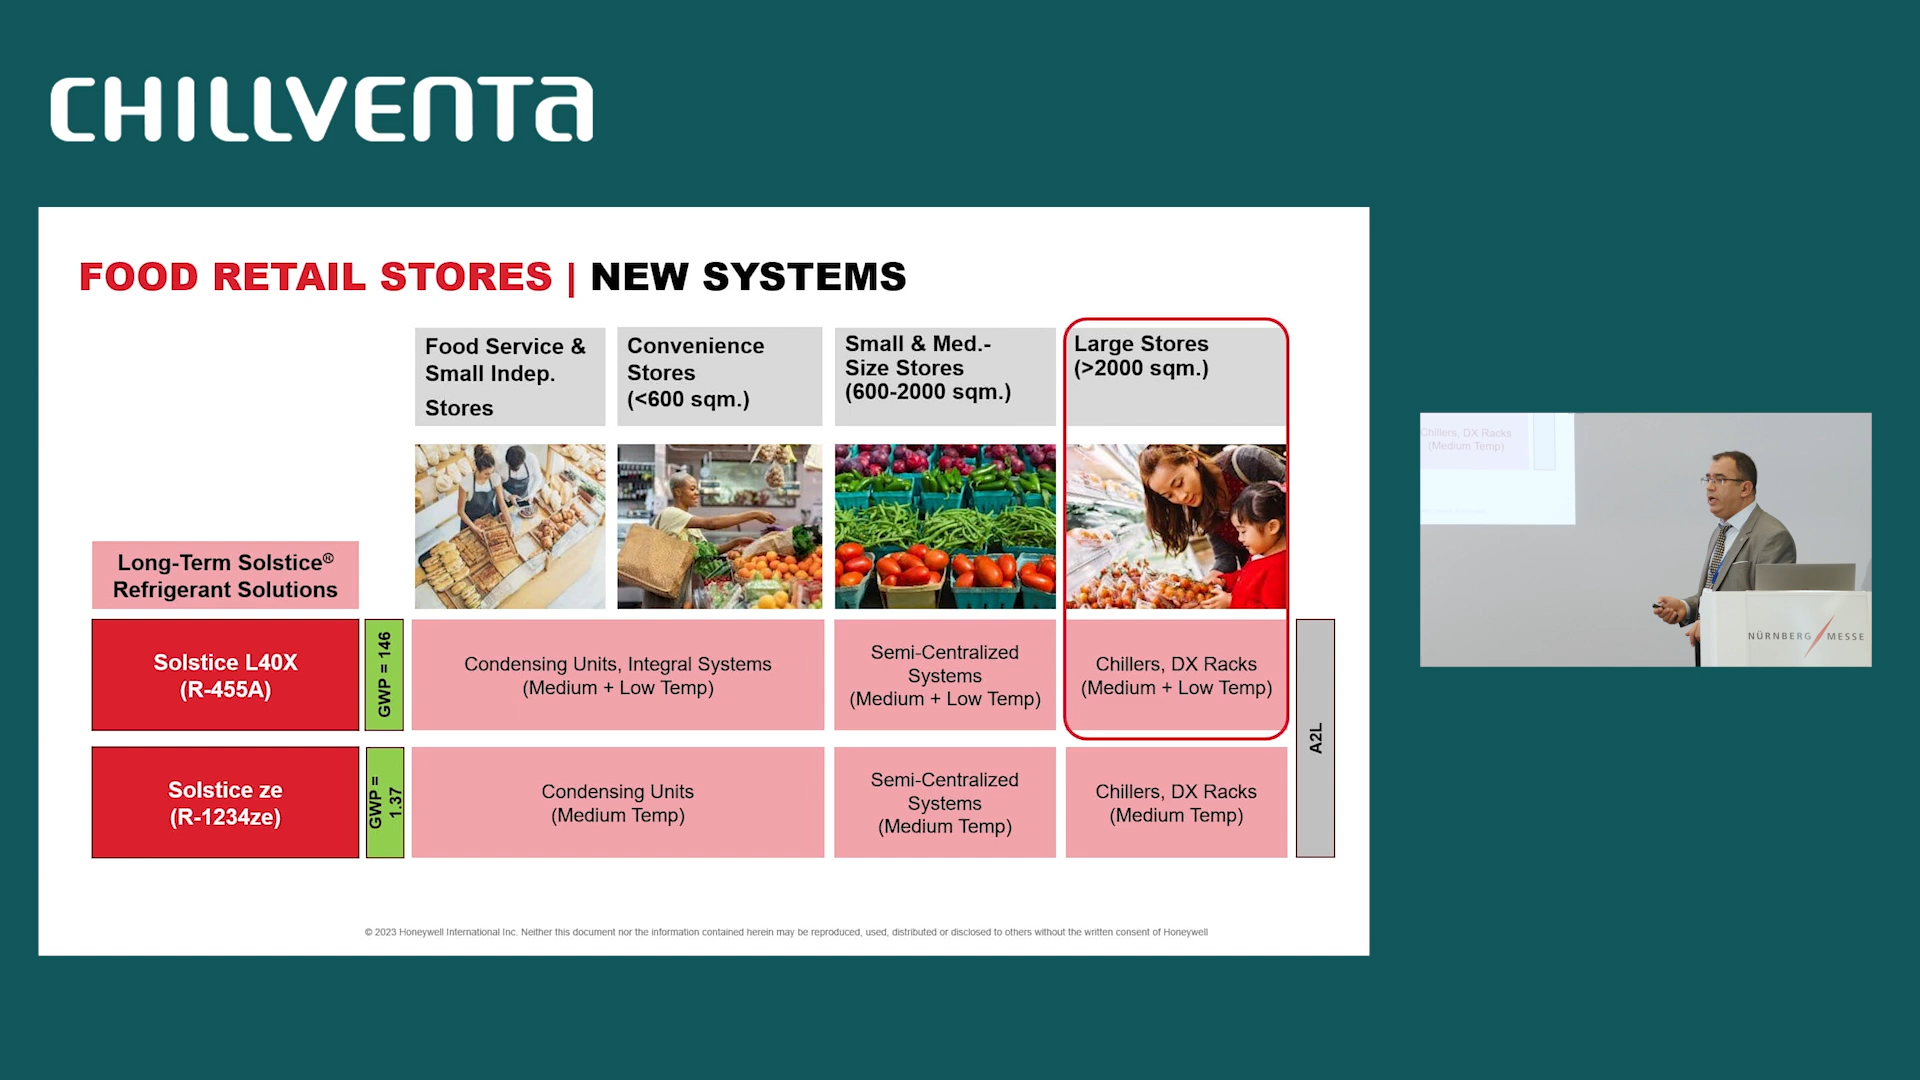 CHILLVENTA
FOOD RETAIL STORES | NEW SYSTEMS
Food Service &
Small Indep.
Stores
Convenience
Stores
(<600 sqm.)
Small & Med.-
Size Stores
(600-2000 sqm.)
Large Stores
(>2000 sqm.)
Long-Term Solstice®
Refrigerant Solutions
Solstice L40X
(R-455A)
GWP = 146
Condensing Units, Integral Systems
(Medium + Low Temp)
Semi-Centralized
Systems
(Medium + Low Temp)
Chillers, DX Racks
(Medium + Low Temp)
A2L
Solstice ze
(R-1234ze)
GWP =
1.37
Condensing Units
(Medium Temp)
Semi-Centralized
Systems
(Medium Temp)
Chillers, DX Racks
(Medium Temp)
© 2023 Honeywell International Inc. Neither this document nor the information contained herein may be reproduced, used, distributed or disclosed to others without the written consent of Honeywell
Chillers, DX Racks
(Medium Temp)
NÜRNBERG MESSE